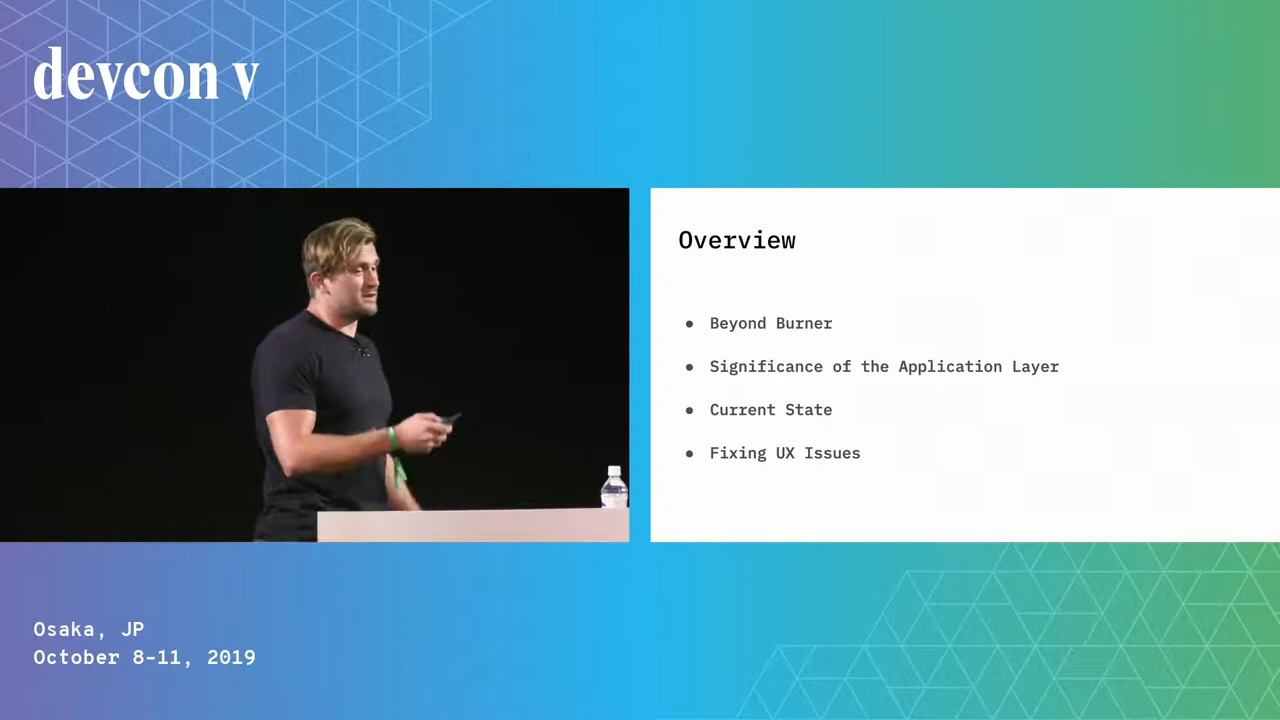 devcon v
Overview
● Beyond Burner
● Significance of the Application Layer
● Current State
● Fixing UX Issues
Osaka, JP
October 8-11, 2019